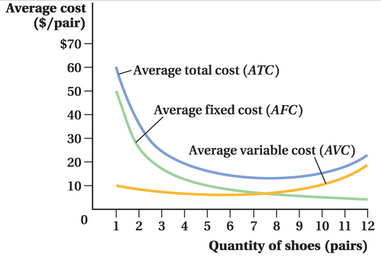 Average cost
($/pair)
$70
60
Average total cost (ATC)
50
Average fixed cost (AFC)
40
30
Average variable cost (AVC)
20
10
0
1 2 3 4 5 6 7 8 9 10 11 12
Quantity of shoes (pairs)